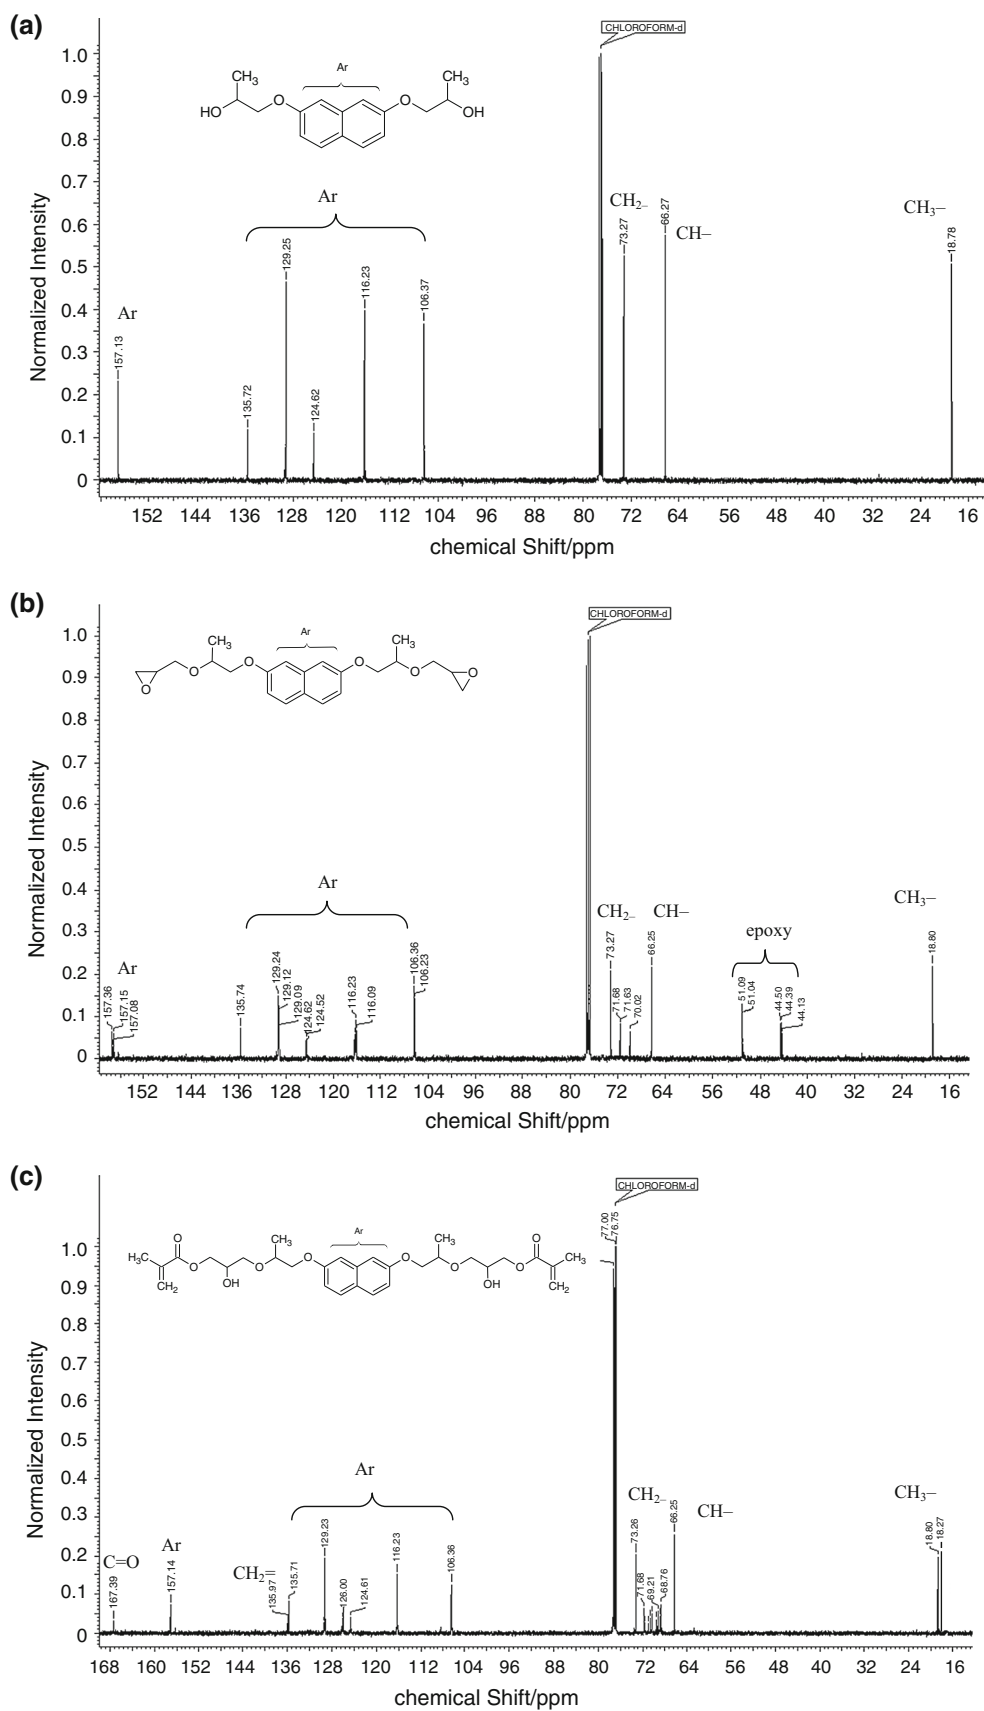 (a)
CHLOROFORM-d
1.0
0.9
0.8
0.7
0.6
0.5
0.4
0.3
0.2
0.1
0
Normalized Intensity
Ar
CH3
CH3
HO
O
O
OH
Ar
Ar
157.13
135.72
129.25
124.62
116.23
106.37
CH2–
73.27
66.27
CH–
CH3–
18.78
152 144 136 128 120 112 104 96 88 80 72 64 56 48 40 32 24 16
chemical Shift/ppm
(b)
CHLOROFORM-d
1.0
0.9
0.8
0.7
0.6
0.5
0.4
0.3
0.2
0.1
0
Normalized Intensity
Ar
CH3
CH3
O
O
O
O
O
O
Ar
Ar
157.36
157.15
157.08
135.74
129.24
129.12
129.09
124.62
124.52
116.23
116.09
106.36
106.23
CH2–
CH–
73.27
71.68
71.63
70.02
66.25
epoxy
51.09
51.04
44.50
44.39
44.13
CH3–
18.80
152 144 136 128 120 112 104 96 88 80 72 64 56 48 40 32 24 16
chemical Shift/ppm
(c)
CHLOROFORM-d
77.00
76.75
1.0
0.9
0.8
0.7
0.6
0.5
0.4
0.3
0.2
0.1
0
Normalized Intensity
Ar
O
CH3
CH3
O
H3C
O
O
O
O
O
O
CH3
CH2
OH
OH
CH2
C=O
167.39
Ar
157.14
CH2=
135.97
135.71
Ar
129.23
126.00
124.61
116.23
106.36
CH2–
73.26
71.68
69.21
68.76
66.25
CH–
CH3–
18.80
18.27
168 160 152 144 136 128 120 112 104 96 88 80 72 64 56 48 40 32 24 16
chemical Shift/ppm